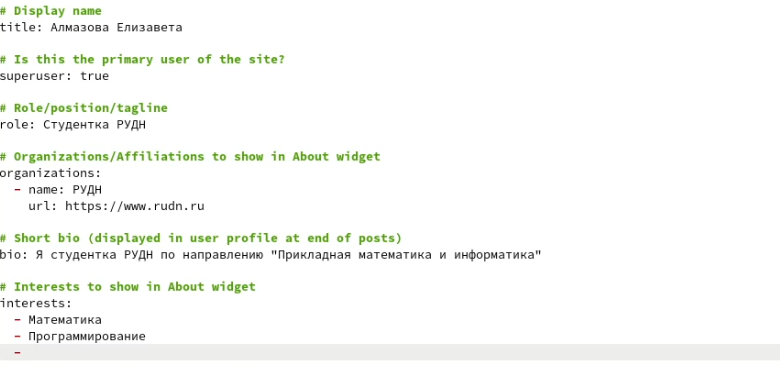 # Display name
title: Алмазова Елизавета
# Is this the primary user of the site?
superuser: true
# Role/position/tagline
role: Студентка РУДН
# Organizations/Affiliations to show in About widget
organizations:
- name: РУДН
url: https://www.rudn.ru
# Short bio (displayed in user profile at end of posts)
bio: Я студентка РУДН по направлению "Прикладная математика и информатика"
# Interests to show in About widget
interests:
- Математика
- Программирование
-